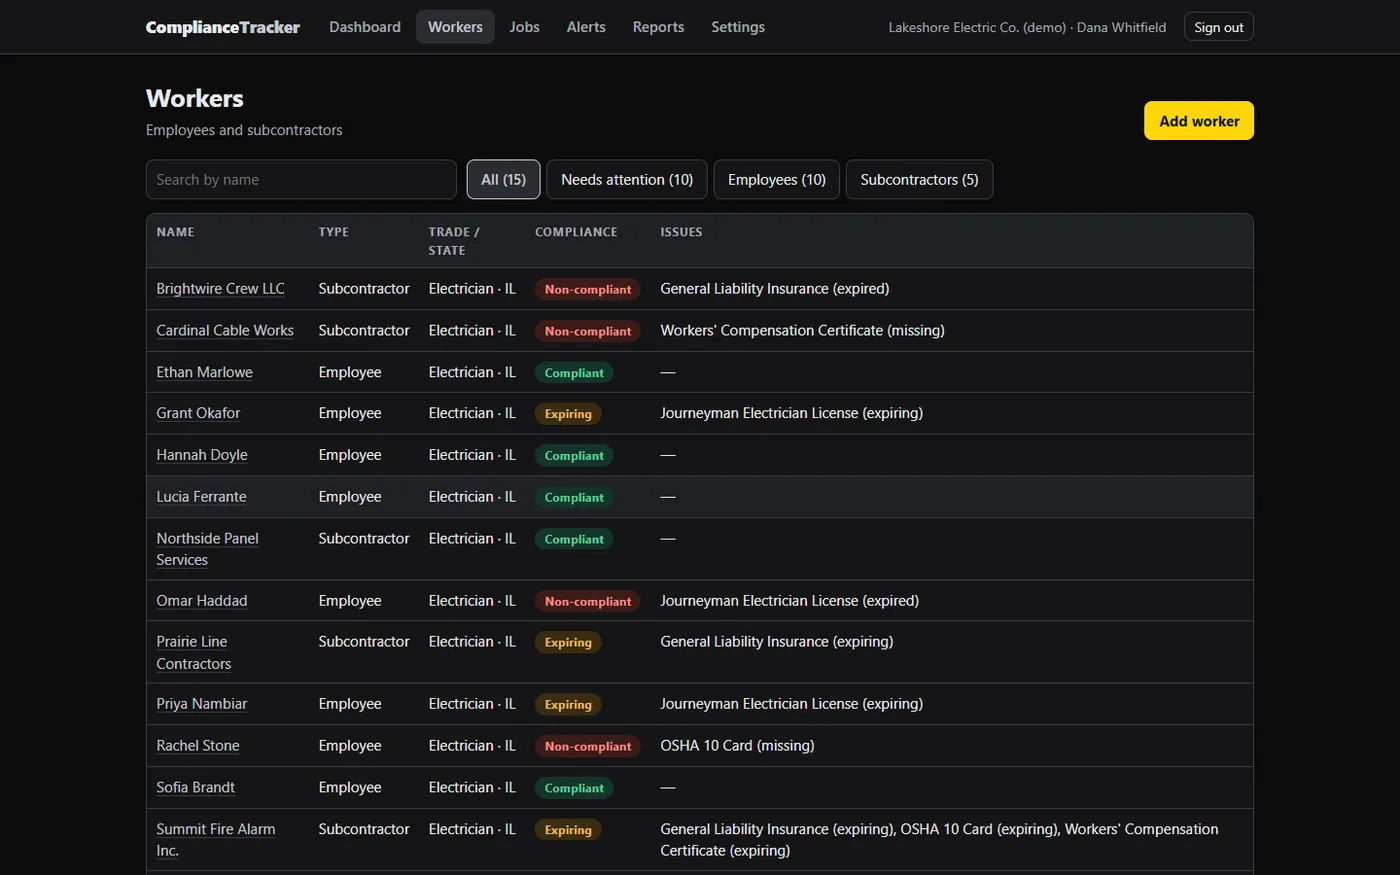 ComplianceTracker Dashboard Workers Jobs Alerts Reports Settings Lakeshore Electric Co. (demo) · Dana Whitfield Sign out
Workers
Employees and subcontractors
Add worker
Search by name All (15) Needs attention (10) Employees (10) Subcontractors (5)
NAME TYPE TRADE / STATE COMPLIANCE ISSUES
Brightwire Crew LLC Subcontractor Electrician · IL Non-compliant General Liability Insurance (expired)
Cardinal Cable Works Subcontractor Electrician · IL Non-compliant Workers' Compensation Certificate (missing)
Ethan Marlowe Employee Electrician · IL Compliant —
Grant Okafor Employee Electrician · IL Expiring Journeyman Electrician License (expiring)
Hannah Doyle Employee Electrician · IL Compliant —
Lucia Ferrante Employee Electrician · IL Compliant —
Northside Panel Services Subcontractor Electrician · IL Compliant —
Omar Haddad Employee Electrician · IL Non-compliant Journeyman Electrician License (expired)
Prairie Line Contractors Subcontractor Electrician · IL Expiring General Liability Insurance (expiring)
Priya Nambiar Employee Electrician · IL Expiring Journeyman Electrician License (expiring)
Rachel Stone Employee Electrician · IL Non-compliant OSHA 10 Card (missing)
Sofia Brandt Employee Electrician · IL Compliant —
Summit Fire Alarm Inc. Subcontractor Electrician · IL Expiring General Liability Insurance (expiring), OSHA 10 Card (expiring), Workers' Compensation Certificate (expiring)